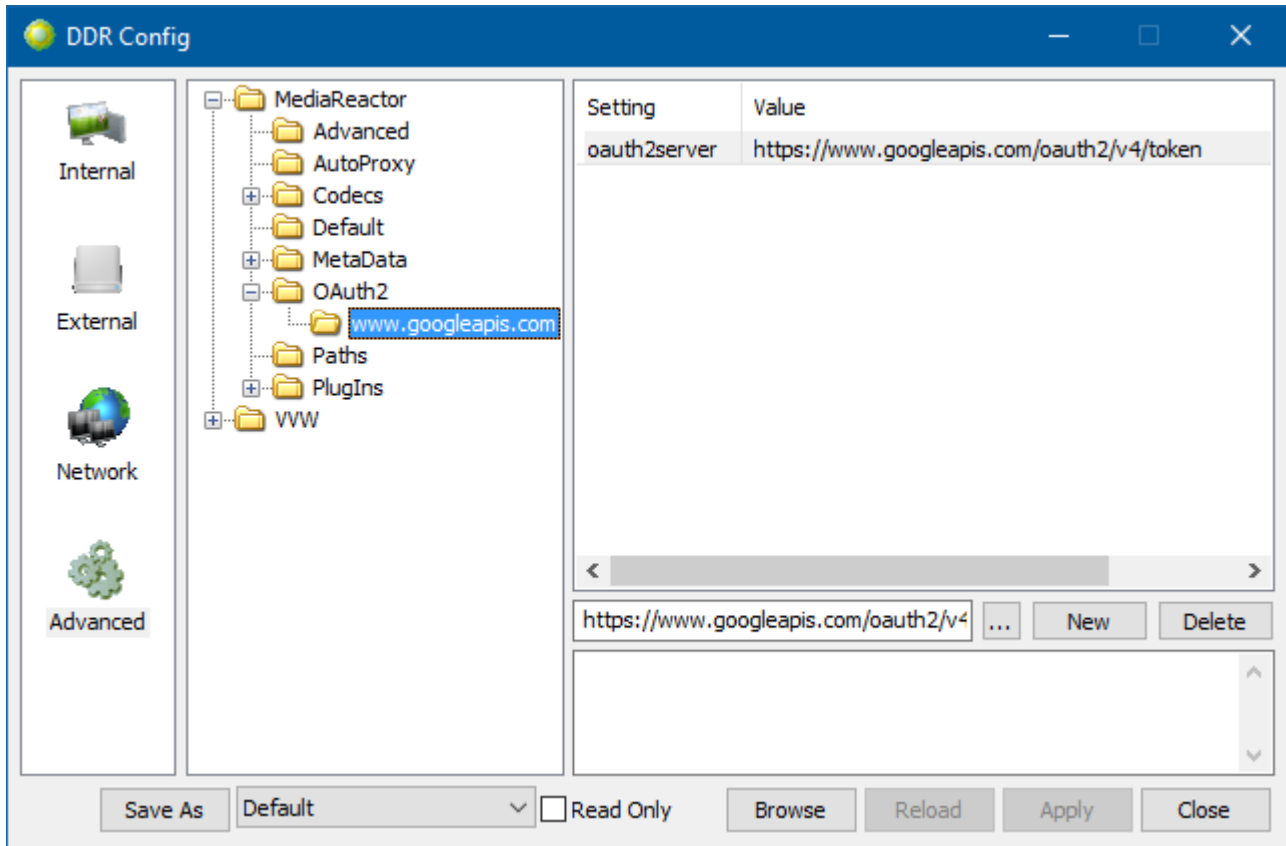 DDR Config
Internal
External
Network
Advanced
MediaReactor
Advanced
AutoProxy
Codecs
Default
MetaData
OAuth2
www.googleapis.com
Paths
PlugIns
VVW
Setting Value
oauth2server https://www.googleapis.com/oauth2/v4/token
https://www.googleapis.com/oauth2/v4 ... New Delete
Save As Default Read Only Browse Reload Apply Close